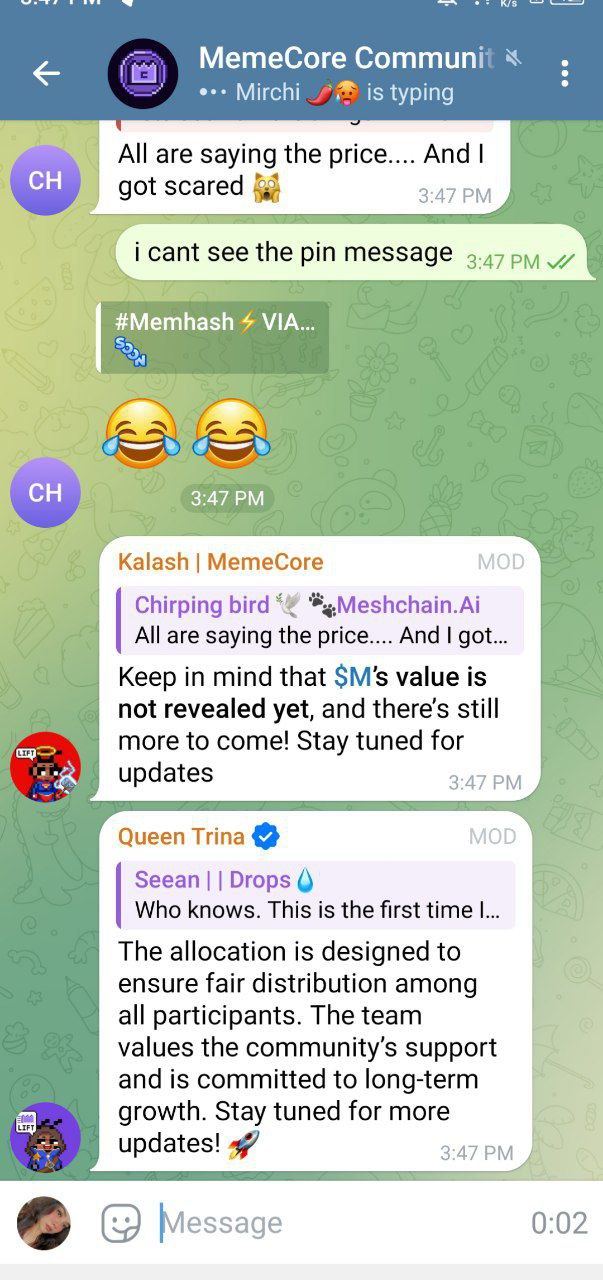 3:47 PM
K/s
MemeCore Communit
••• Mirchi 🌶️🥵 is typing
All are saying the price.... And I
got scared 🙀
3:47 PM
CH
i cant see the pin message
3:47 PM
#Memhash⚡VIA...
SOON
😂😂
CH
3:47 PM
Kalash | MemeCore
MOD
Chirping bird 🕊️ 🐾Meshchain.Ai
All are saying the price.... And I got...
Keep in mind that $M’s value is
not revealed yet, and there’s still
more to come! Stay tuned for
updates
3:47 PM
LIFT
Queen Trina
MOD
Seean | | Drops💧
Who knows. This is the first time I...
The allocation is designed to
ensure fair distribution among
all participants. The team
values the community’s support
and is committed to long-term
growth. Stay tuned for more
updates! 🚀
3:47 PM
LIFT
Message
0:02